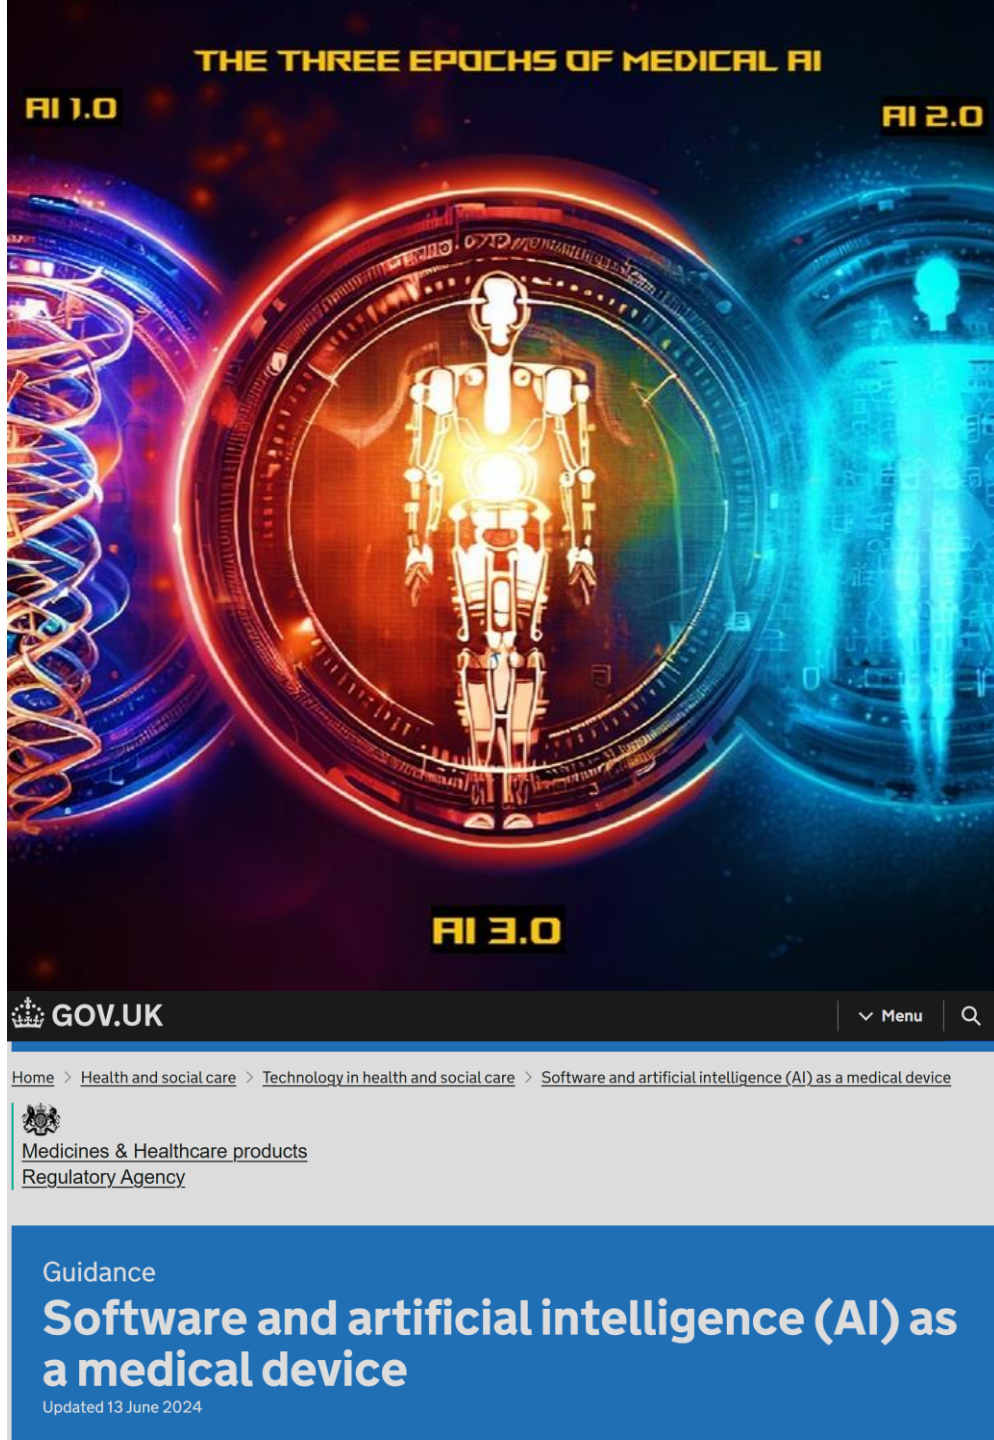 THE THREE EPOCHS OF MEDICAL AI
AI 1.0
AI 2.0
AI 3.0
GOV.UK
Menu
Home > Health and social care > Technology in health and social care > Software and artificial intelligence (AI) as a medical device
Medicines & Healthcare products
Regulatory Agency
Guidance
Software and artificial intelligence (AI) as
a medical device
Updated 13 June 2024